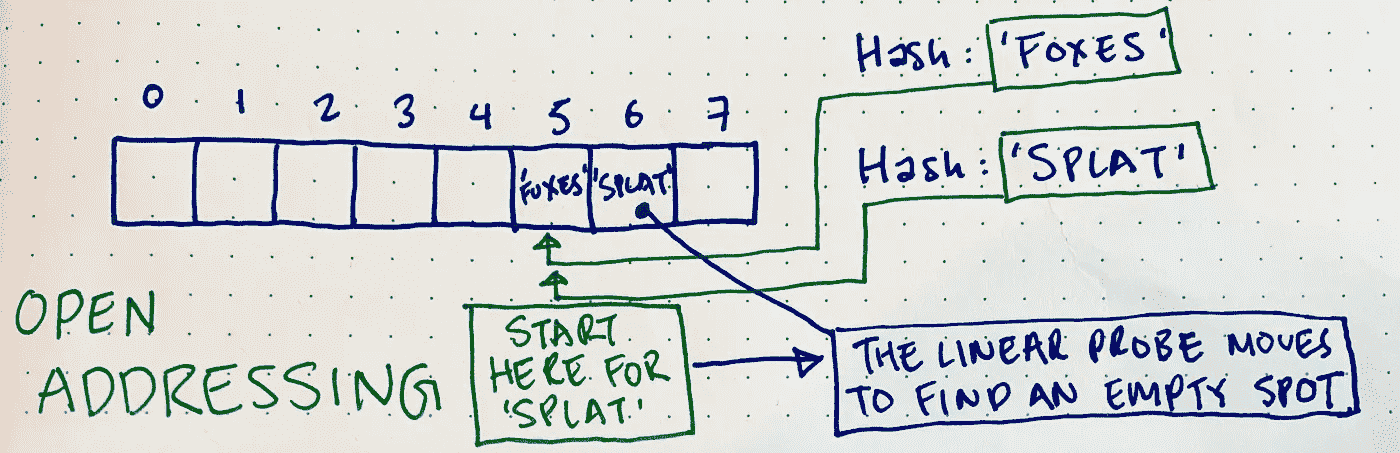 Hash: 'FOXES'
0 1 2 3 4 5 6 7
Hash: 'SPLAT'
'FOXES' 'SPLAT'
OPEN
ADDRESSING
START
HERE FOR
'SPLAT'
THE LINEAR PROBE MOVES
TO FIND AN EMPTY SPOT